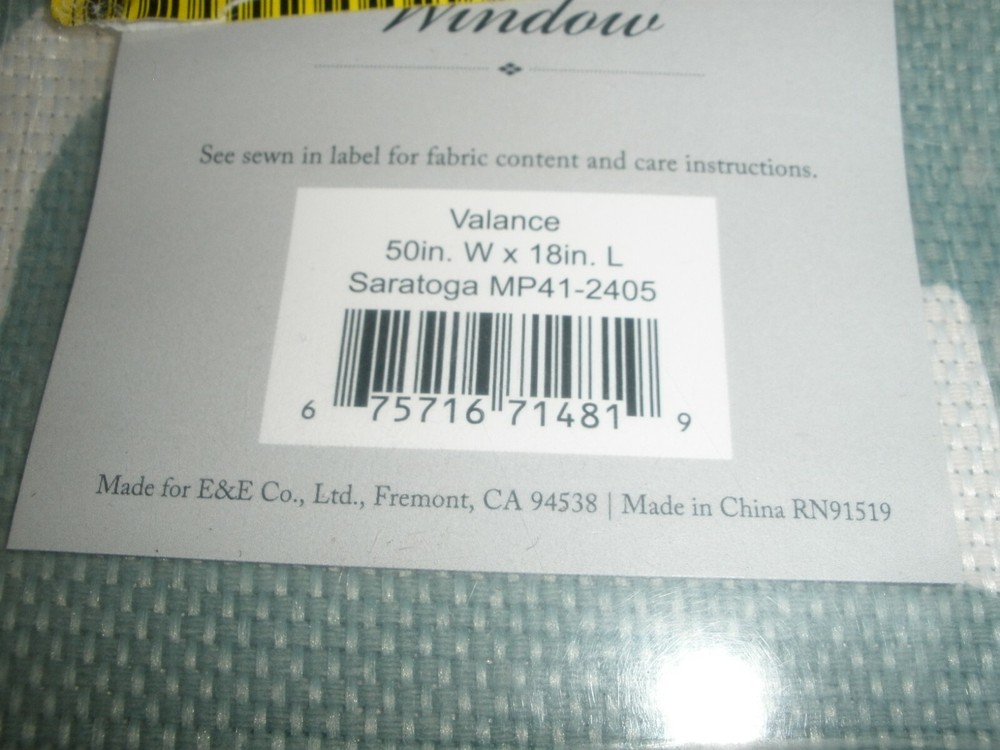 Window
See sewn in label for fabric content and care instructions.
Valance
50in. W x 18in. L
Saratoga MP41-2405
6 75716 71481 9
Made for E&E Co., Ltd., Fremont, CA 94538 | Made in China RN91519